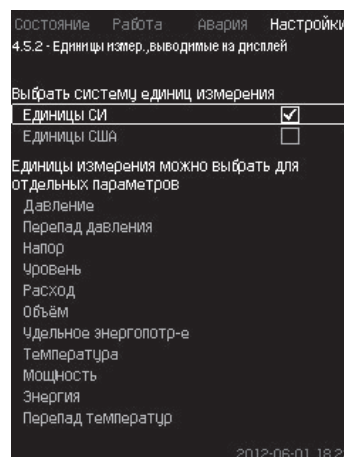 Состояние Работа Авария Настройки
4.5.2 - Единицы измер.,выводимые на дисплей
Выбрать систему единиц измерения
Единицы СИ
Единицы США
Единицы измерения можно выбрать для
отдельных параметров
Давление
Перепад давления
Напор
Уровень
Расход
Объём
Удельное энергопотр-е
Температура
Мощность
Энергия
Перепад температур
2012-06-01 18:2